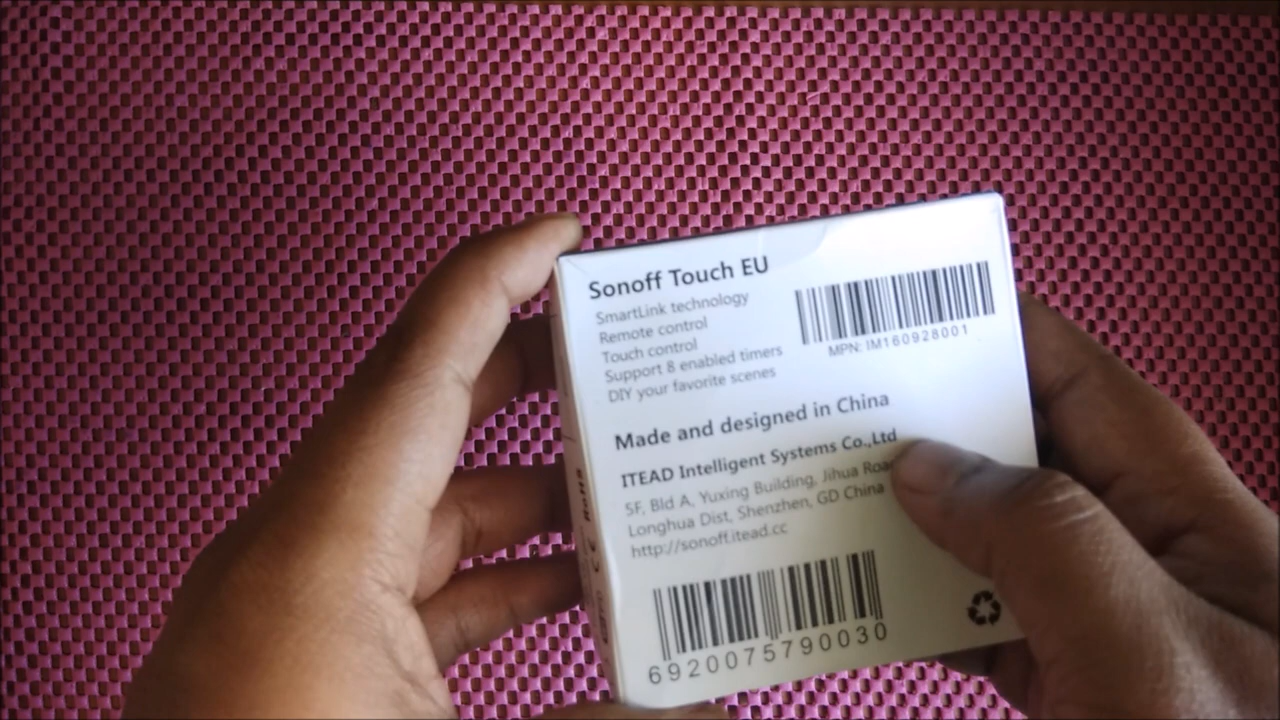 Sonoff Touch EU
SmartLink technology
Remote control
Touch control
Support 8 enabled timers
DIY your favorite scenes
MPN: IM160928001
Made and designed in China
ITEAD Intelligent Systems Co.,Ltd
5F, Bld A, Yuxing Building, Jihua Road
Longhua Dist, Shenzhen, GD China
http://sonoff.itead.cc
6920075790030
CE RoHS